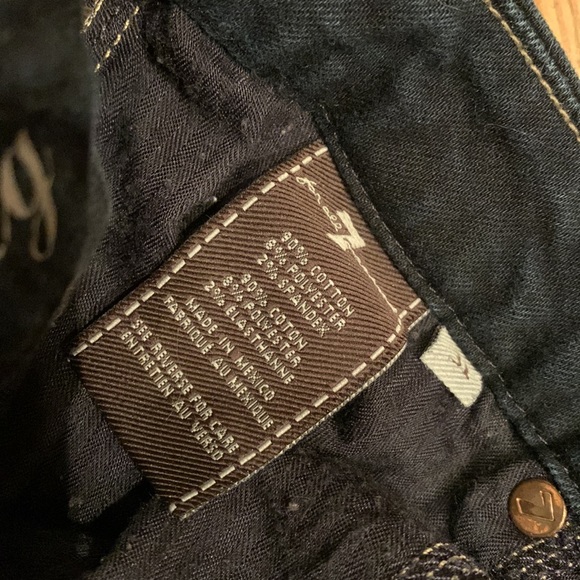 90% COTTON
8% POLYESTER
2% SPANDEX
90% COTON
8% POLYESTER
2% ELASTHANNE
MADE IN MEXICO
FABRIQUE AU MEXIQUE
SEE REVERSE FOR CARE
ENTRETIEN AU VERSO